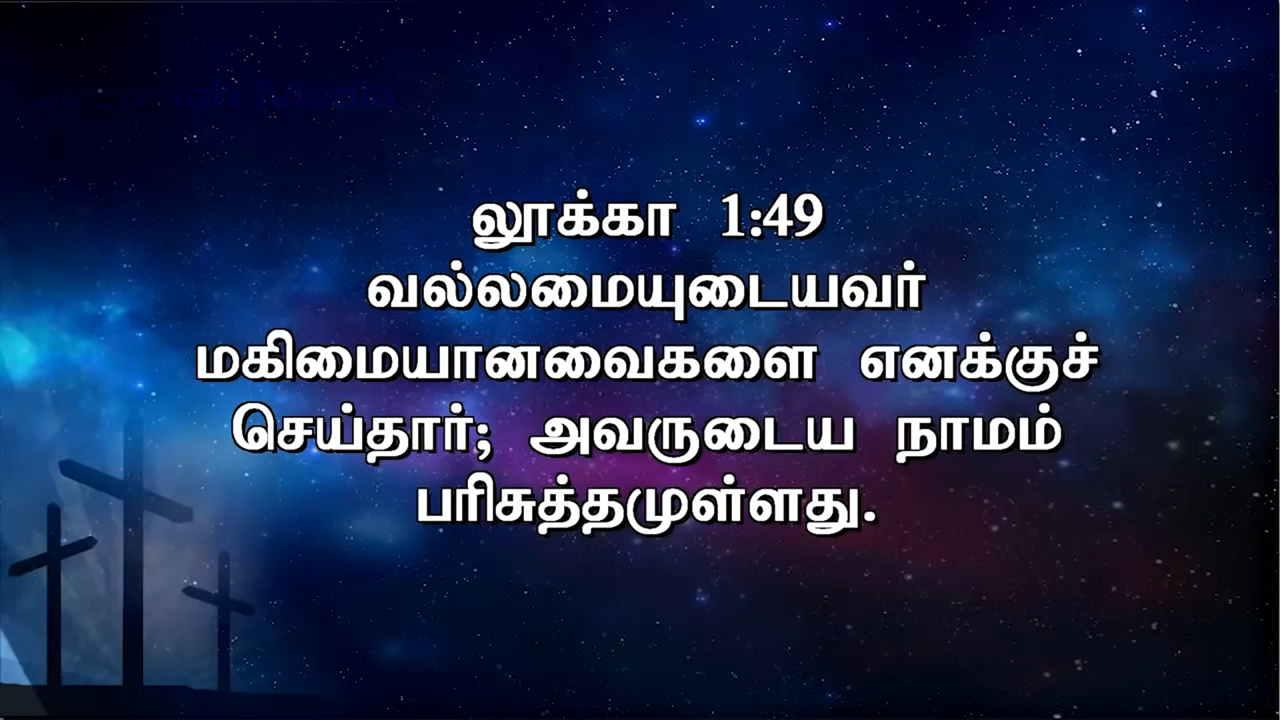 லூக்கா 1:49
வல்லமையுடையவர்
மகிமையானவைகளை எனக்குச்
செய்தார்; அவருடைய நாமம்
பரிசுத்தமுள்ளது.